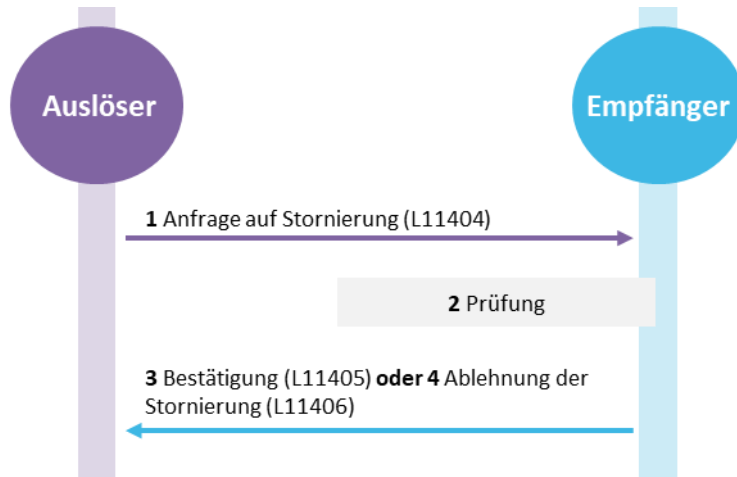 Auslöser
Empfänger
1 Anfrage auf Stornierung (L11404)
2 Prüfung
3 Bestätigung (L11405) oder 4 Ablehnung der
Stornierung (L11406)